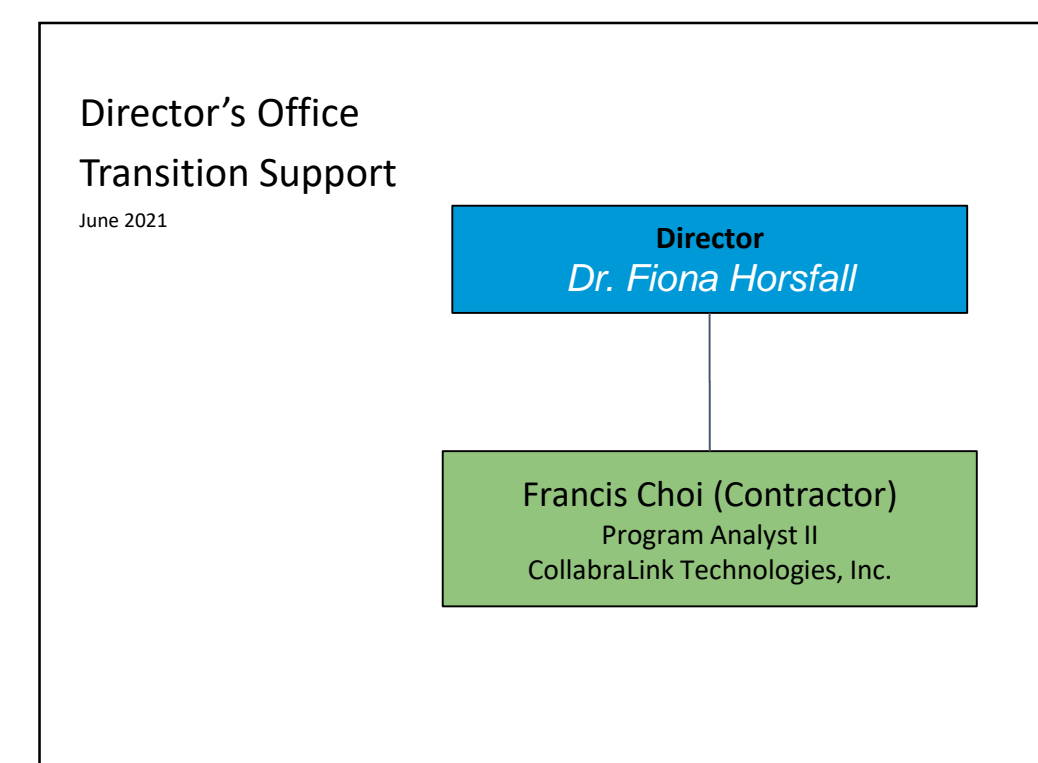 Director’s Office
Transition Support
June 2021
Director
Dr. Fiona Horsfall
Francis Choi (Contractor)
Program Analyst II
CollabraLink Technologies, Inc.